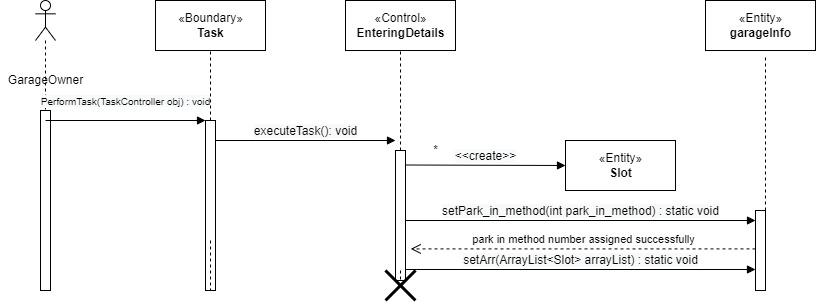 «Boundary»
Task
«Control»
EnteringDetails
«Entity»
garageInfo
GarageOwner
PerformTask(TaskController obj) : void
executeTask(): void
*
<<create>>
«Entity»
Slot
setPark_in_method(int park_in_method) : static void
park in method number assigned successfully
setArr(ArrayList<Slot> arrayList) : static void